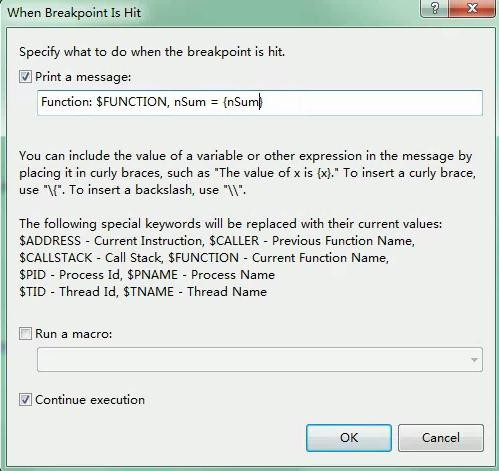 When Breakpoint Is Hit
Specify what to do when the breakpoint is hit.
Print a message:
Function: $FUNCTION, nSum = {nSum}
You can include the value of a variable or other expression in the message by
placing it in curly braces, such as "The value of x is {x}." To insert a curly brace,
use "\{". To insert a backslash, use "\\".
The following special keywords will be replaced with their current values:
$ADDRESS - Current Instruction, $CALLER - Previous Function Name,
$CALLSTACK - Call Stack, $FUNCTION - Current Function Name,
$PID - Process Id, $PNAME - Process Name
$TID - Thread Id, $TNAME - Thread Name
Run a macro:
Continue execution
OK Cancel